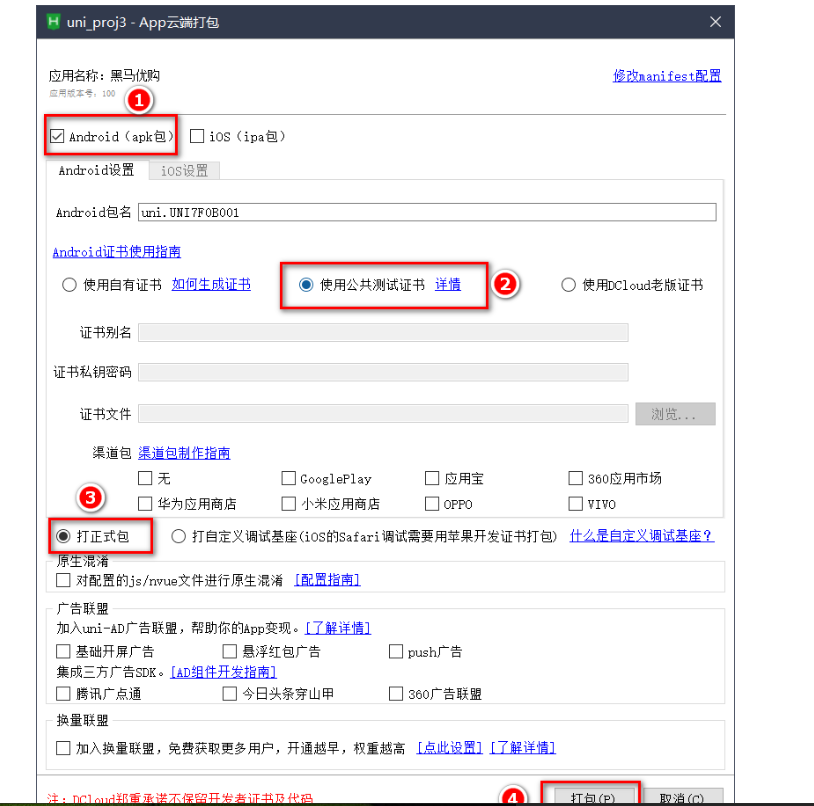 uni_proj3 - App云端打包
应用名称：黑马优购
修改manifest配置
应用版本号：100
1
Android（apk包） iOS（ipa包）
Android设置 iOS设置
Android包名 uni.UNI7F0B001
Android证书使用指南
使用自有证书 如何生成证书 使用公共测试证书 详情 2 使用DCloud老版证书
证书别名
证书私钥密码
证书文件 浏览...
渠道包 渠道包制作指南
无 GooglePlay 应用宝 360应用市场
3 华为应用商店 小米应用商店 OPPO VIVO
打正式包 打自定义调试基座(iOS的Safari调试需要用苹果开发证书打包) 什么是自定义调试基座？
原生混淆
对配置的js/nvue文件进行原生混淆 [配置指南]
广告联盟
加入uni-AD广告联盟，帮助你的App变现。[了解详情]
基础开屏广告 悬浮红包广告 push广告
集成三方广告SDK。[AD组件开发指南]
腾讯广点通 今日头条穿山甲 360广告联盟
换量联盟
加入换量联盟，免费获取更多用户，开通越早，权重越高 [点此设置] [了解详情]
注：DCloud郑重承诺不保留开发者证书及代码 4 打包(P) 取消(C)